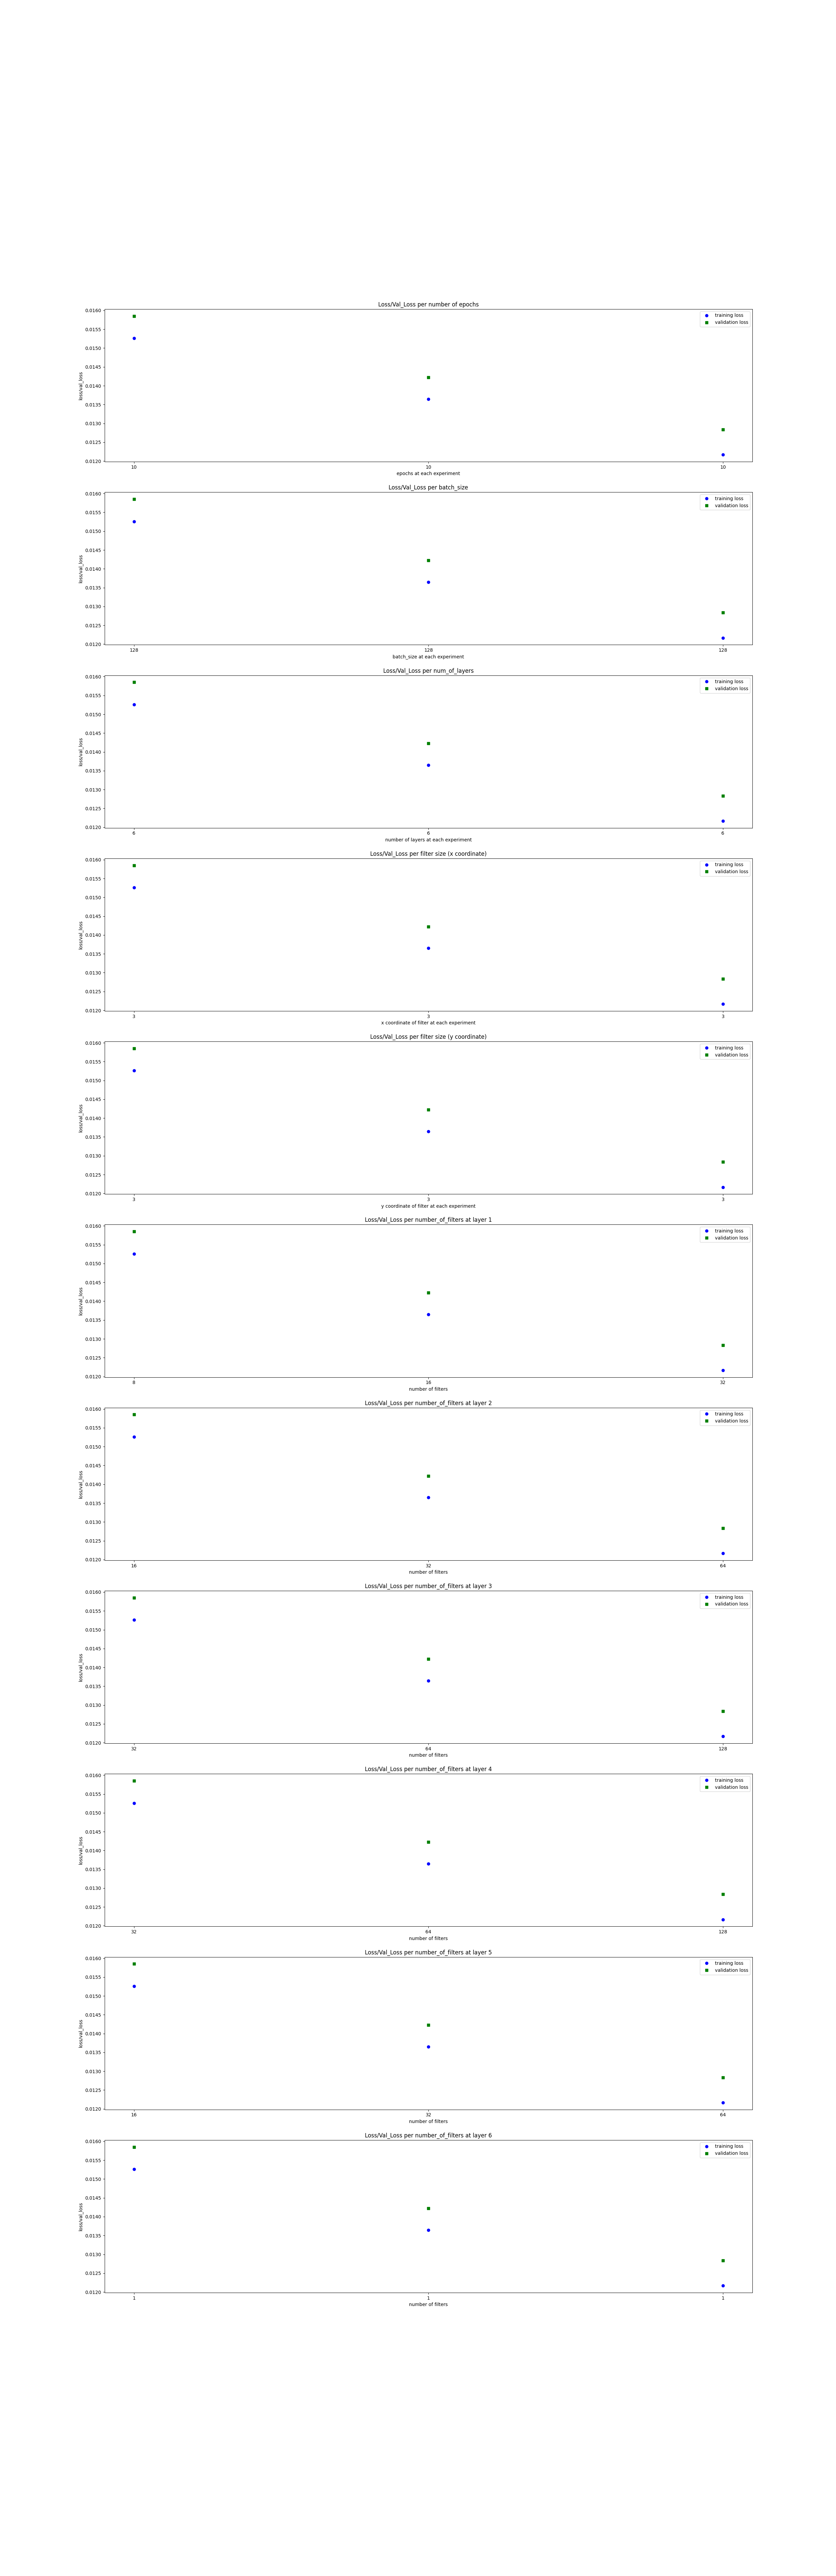 Loss/Val_Loss per number of epochs
training loss
validation loss
0.0160
0.0155
0.0150
0.0145
0.0140
0.0135
0.0130
0.0125
0.0120
loss/val_loss
10 10 10
epochs at each experiment
Loss/Val_Loss per batch_size
training loss
validation loss
0.0160
0.0155
0.0150
0.0145
0.0140
0.0135
0.0130
0.0125
0.0120
loss/val_loss
128 128 128
batch_size at each experiment
Loss/Val_Loss per num_of_layers
training loss
validation loss
0.0160
0.0155
0.0150
0.0145
0.0140
0.0135
0.0130
0.0125
0.0120
loss/val_loss
6 6 6
number of layers at each experiment
Loss/Val_Loss per filter size (x coordinate)
training loss
validation loss
0.0160
0.0155
0.0150
0.0145
0.0140
0.0135
0.0130
0.0125
0.0120
loss/val_loss
3 3 3
x coordinate of filter at each experiment
Loss/Val_Loss per filter size (y coordinate)
training loss
validation loss
0.0160
0.0155
0.0150
0.0145
0.0140
0.0135
0.0130
0.0125
0.0120
loss/val_loss
3 3 3
y coordinate of filter at each experiment
Loss/Val_Loss per number_of_filters at layer 1
training loss
validation loss
0.0160
0.0155
0.0150
0.0145
0.0140
0.0135
0.0130
0.0125
0.0120
loss/val_loss
8 16 32
number of filters
Loss/Val_Loss per number_of_filters at layer 2
training loss
validation loss
0.0160
0.0155
0.0150
0.0145
0.0140
0.0135
0.0130
0.0125
0.0120
loss/val_loss
16 32 64
number of filters
Loss/Val_Loss per number_of_filters at layer 3
training loss
validation loss
0.0160
0.0155
0.0150
0.0145
0.0140
0.0135
0.0130
0.0125
0.0120
loss/val_loss
32 64 128
number of filters
Loss/Val_Loss per number_of_filters at layer 4
training loss
validation loss
0.0160
0.0155
0.0150
0.0145
0.0140
0.0135
0.0130
0.0125
0.0120
loss/val_loss
32 64 128
number of filters
Loss/Val_Loss per number_of_filters at layer 5
training loss
validation loss
0.0160
0.0155
0.0150
0.0145
0.0140
0.0135
0.0130
0.0125
0.0120
loss/val_loss
16 32 64
number of filters
Loss/Val_Loss per number_of_filters at layer 6
training loss
validation loss
0.0160
0.0155
0.0150
0.0145
0.0140
0.0135
0.0130
0.0125
0.0120
loss/val_loss
1 1 1
number of filters